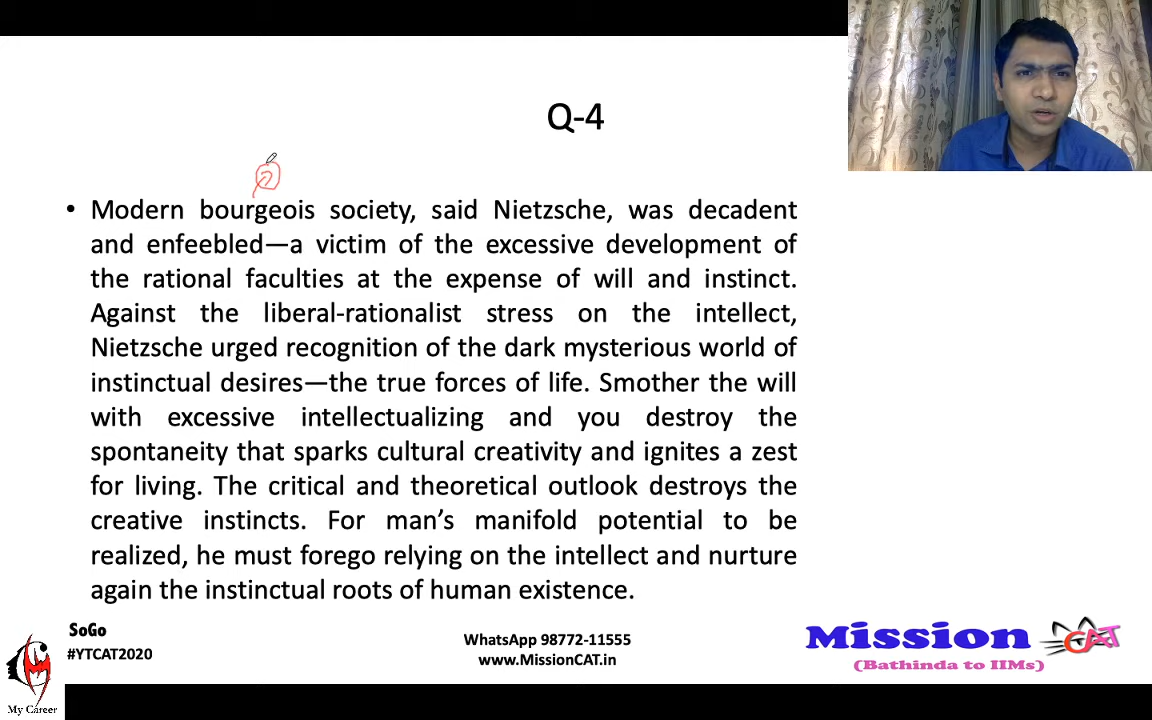 Q-4
• Modern bourgeois society, said Nietzsche, was decadent
and enfeebled—a victim of the excessive development of
the rational faculties at the expense of will and instinct.
Against the liberal-rationalist stress on the intellect,
Nietzsche urged recognition of the dark mysterious world of
instinctual desires—the true forces of life. Smother the will
with excessive intellectualizing and you destroy the
spontaneity that sparks cultural creativity and ignites a zest
for living. The critical and theoretical outlook destroys the
creative instincts. For man’s manifold potential to be
realized, he must forego relying on the intellect and nurture
again the instinctual roots of human existence.
SoGo
#YTCAT2020
WhatsApp 98772-11555
www.MissionCAT.in
Mission CAT
(Bathinda to IIMs)
My Career